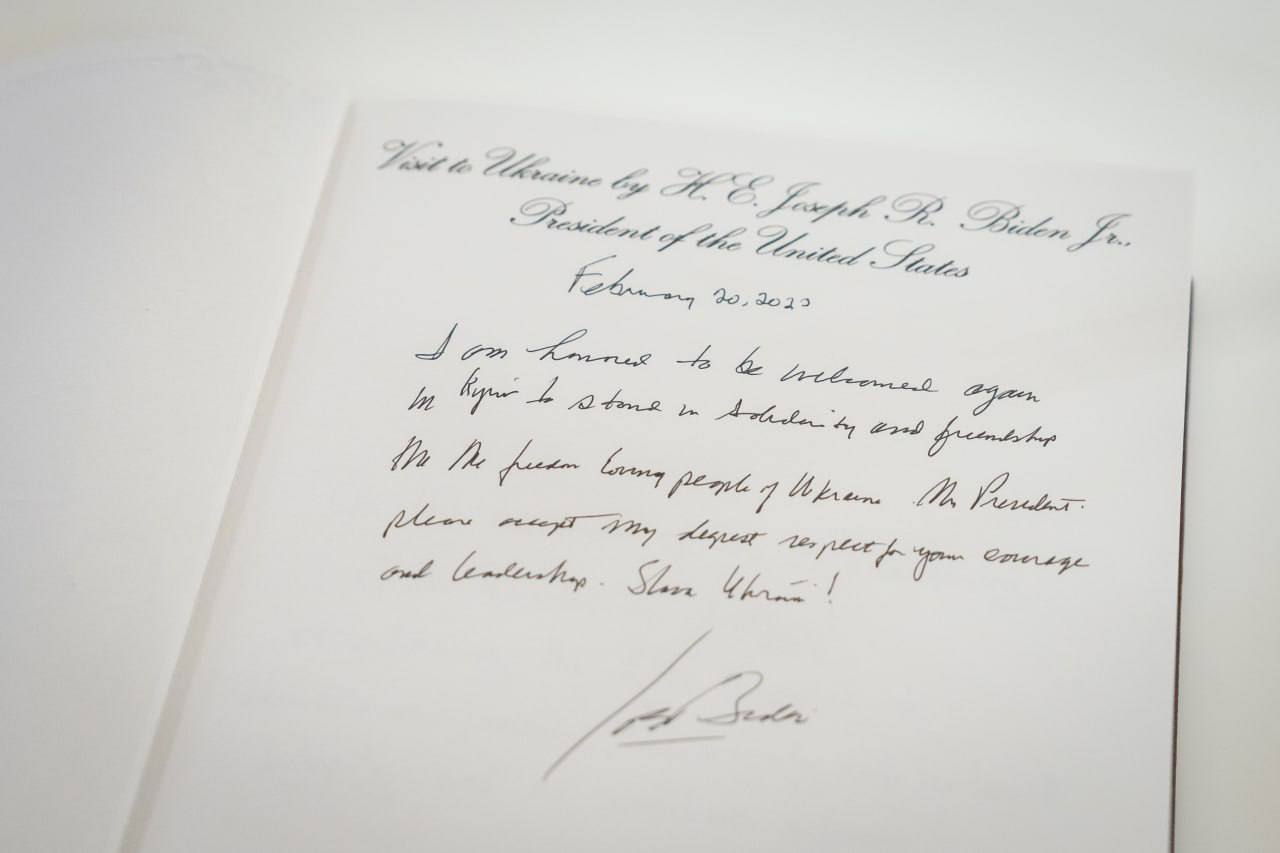 Visit to Ukraine by H. E. Joseph R. Biden Jr.,
President of the United States
February 20, 2023
I am honored to be welcomed again
in Kyiv to stand in solidarity and friendship
the freedom loving people of Ukraine. Mr President.
please accept my deepest respect for your courage
and leadership. Slava Ukraini!
Joe Biden